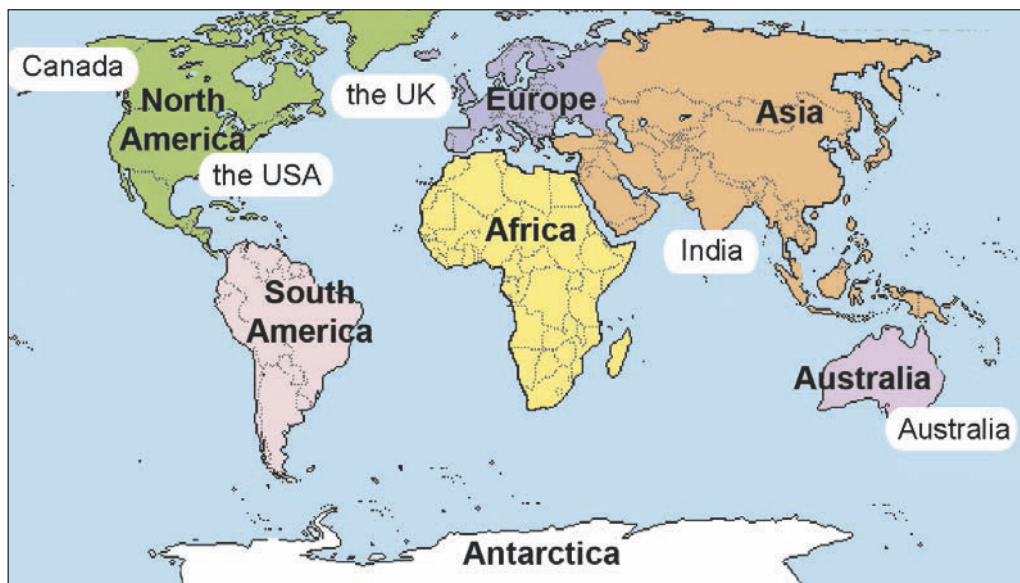 Canada
North
America
the UK
Europe
Asia
the USA
Africa
India
South
America
Australia
Australia
Antarctica